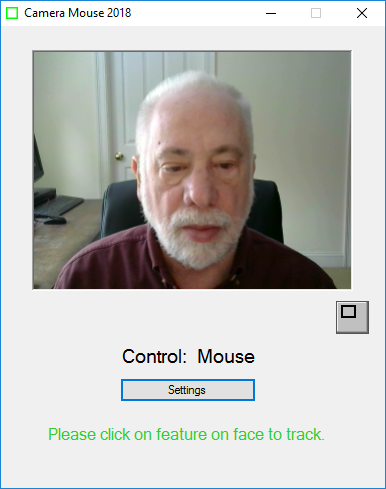 Camera Mouse 2018
Control:  Mouse
Settings
Please click on feature on face to track.